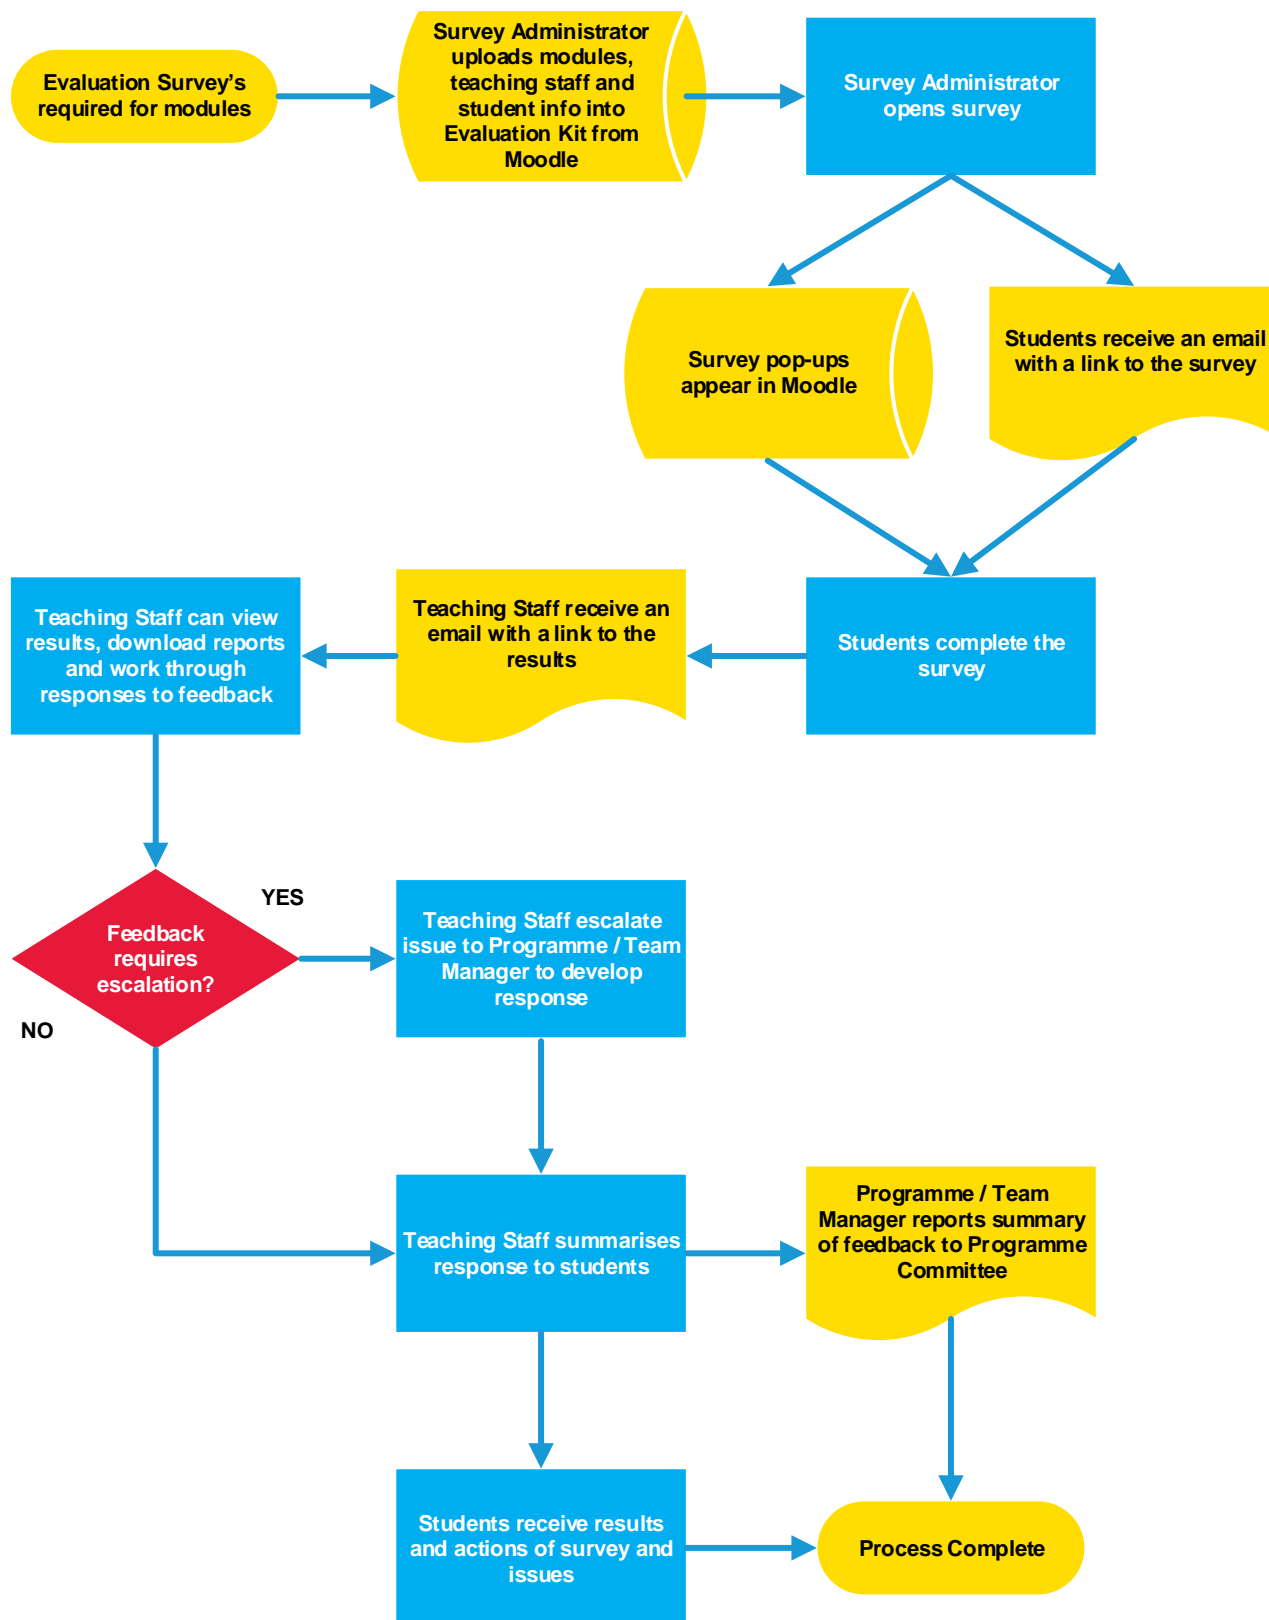 Evaluation Survey's
required for modules
Survey Administrator
uploads modules,
teaching staff and
student info into
Evaluation Kit from
Moodle
Survey Administrator
opens survey
Survey pop-ups
appear in Moodle
Students receive an email
with a link to the survey
Teaching Staff can view
results, download reports
and work through
responses to feedback
Teaching Staff receive an
email with a link to the
results
Students complete the
survey
Feedback
requires
escalation?
YES
NO
Teaching Staff escalate
issue to Programme / Team
Manager to develop
response
Teaching Staff summarises
response to students
Programme / Team
Manager reports summary
of feedback to Programme
Committee
Students receive results
and actions of survey and
issues
Process Complete